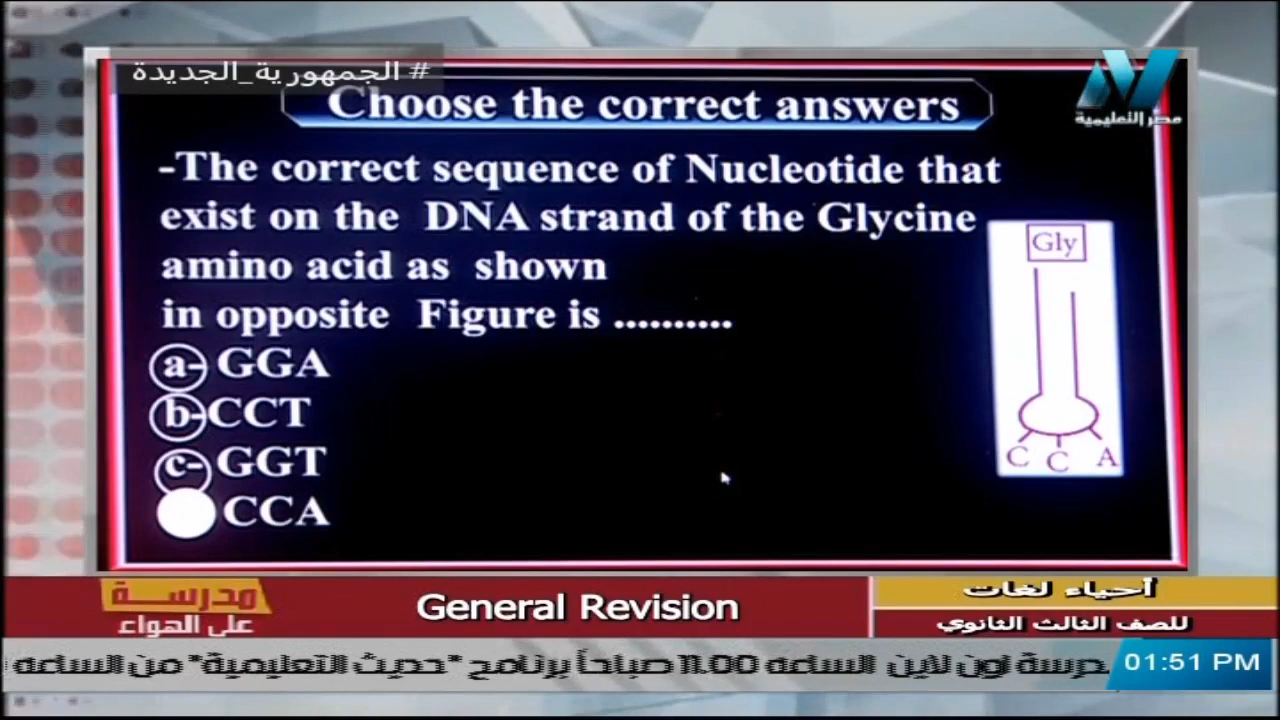 # الجمهورية_الجديدة
مصر التعليمية
Choose the correct answers
-The correct sequence of Nucleotide that
exist on the DNA strand of the Glycine
amino acid as shown
in opposite Figure is ..........
a- GGA
b-CCT
c- GGT
CCA
Gly
C C A
مدرسة
على الهواء
General Revision
أحياء لغات
للصف الثالث الثانوي
مدرسة اون لاين الساعه 11.00 صباحاً برنامج "حديث التعليمية" من الساعه
01:51 PM